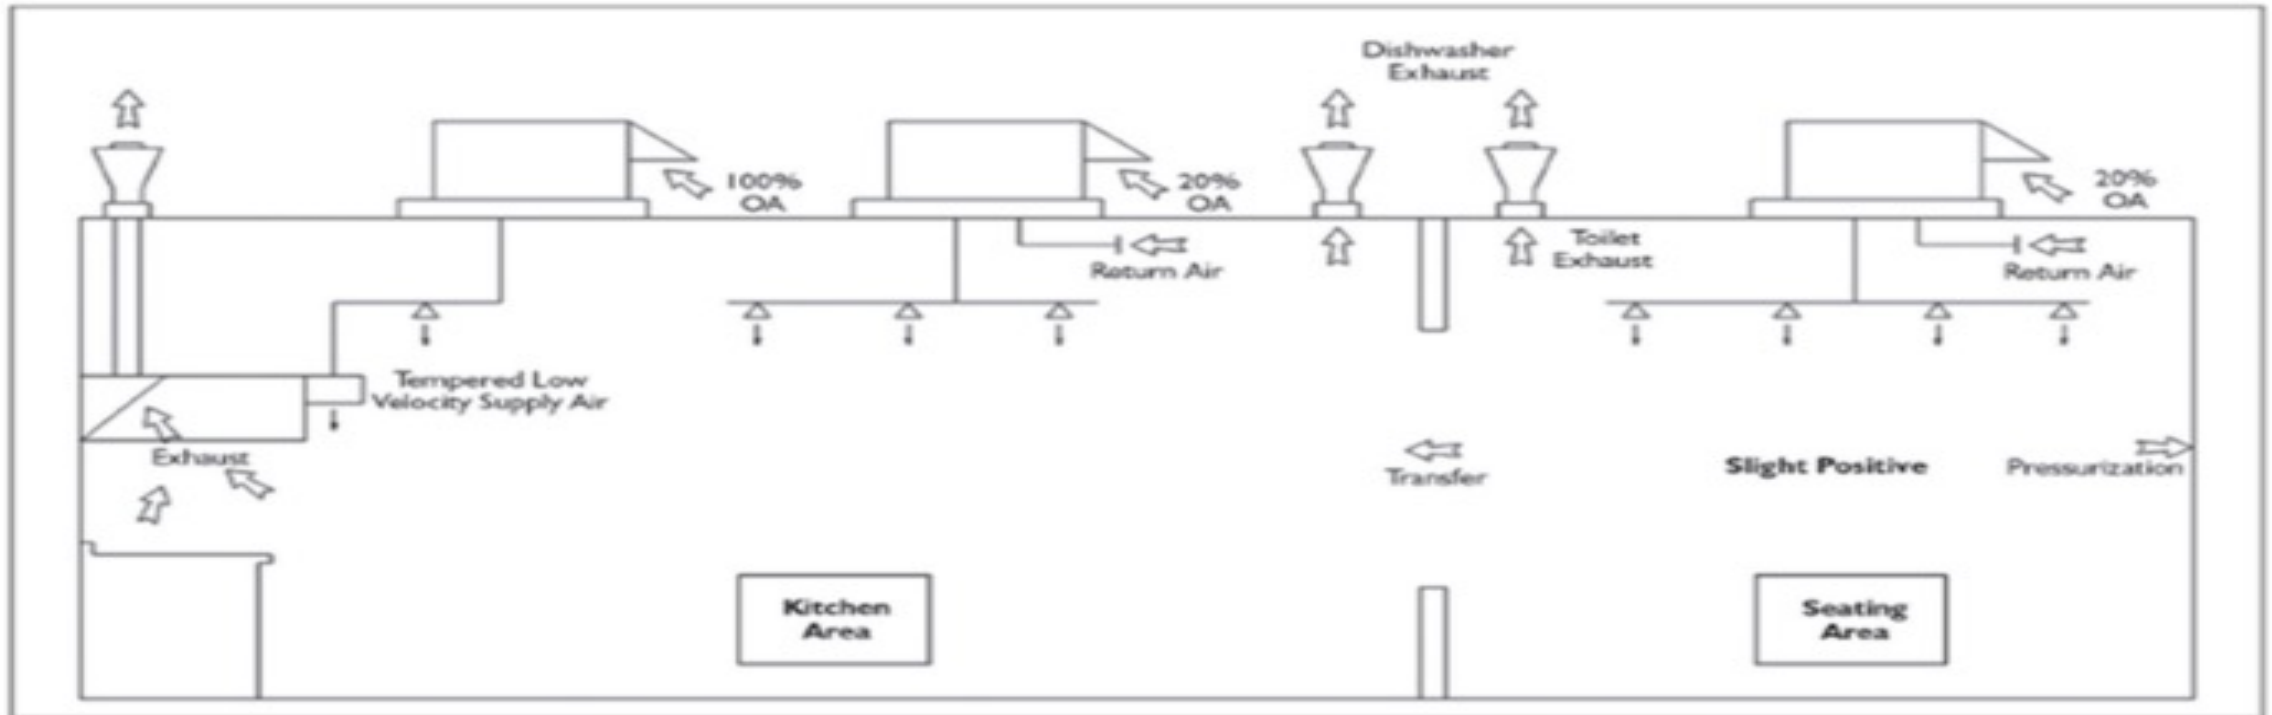 Dishwasher
Exhaust
100%
OA
20%
OA
20%
OA
Return Air
Toilet
Exhaust
Return Air
Tempered Low
Velocity Supply Air
Exhaust
Transfer
Slight Positive
Pressurization
Kitchen
Area
Seating
Area